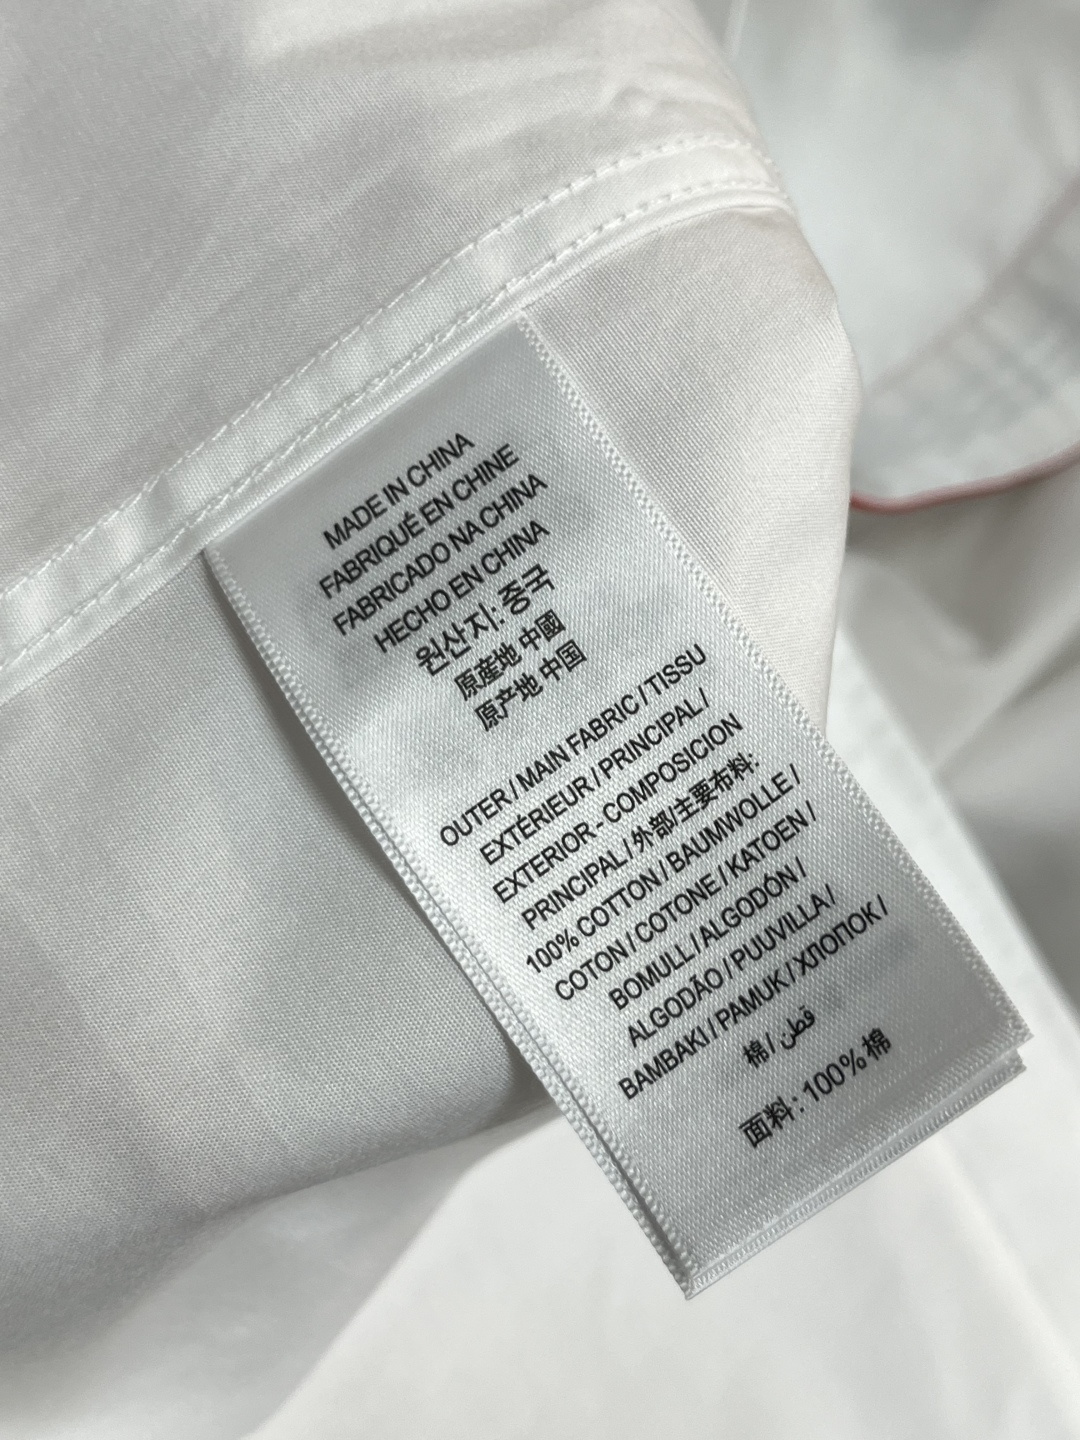 MADE IN CHINA
FABRIQUÉ EN CHINE
FABRICADO NA CHINA
HECHO EN CHINA
원산지: 중국
原産地 中國
原产地 中国
OUTER / MAIN FABRIC / TISSU
EXTÉRIEUR / PRINCIPAL /
EXTERIOR - COMPOSICION
PRINCIPAL / 外部/主要布料:
100% COTTON / BAUMWOLLE /
COTON / COTONE / KATOEN /
BOMULL / ALGODÓN /
ALGODÃO / PUUVILLA /
BAMBAKI / PAMUK / ХЛОПОК /
棉 / قطن
面料: 100% 棉